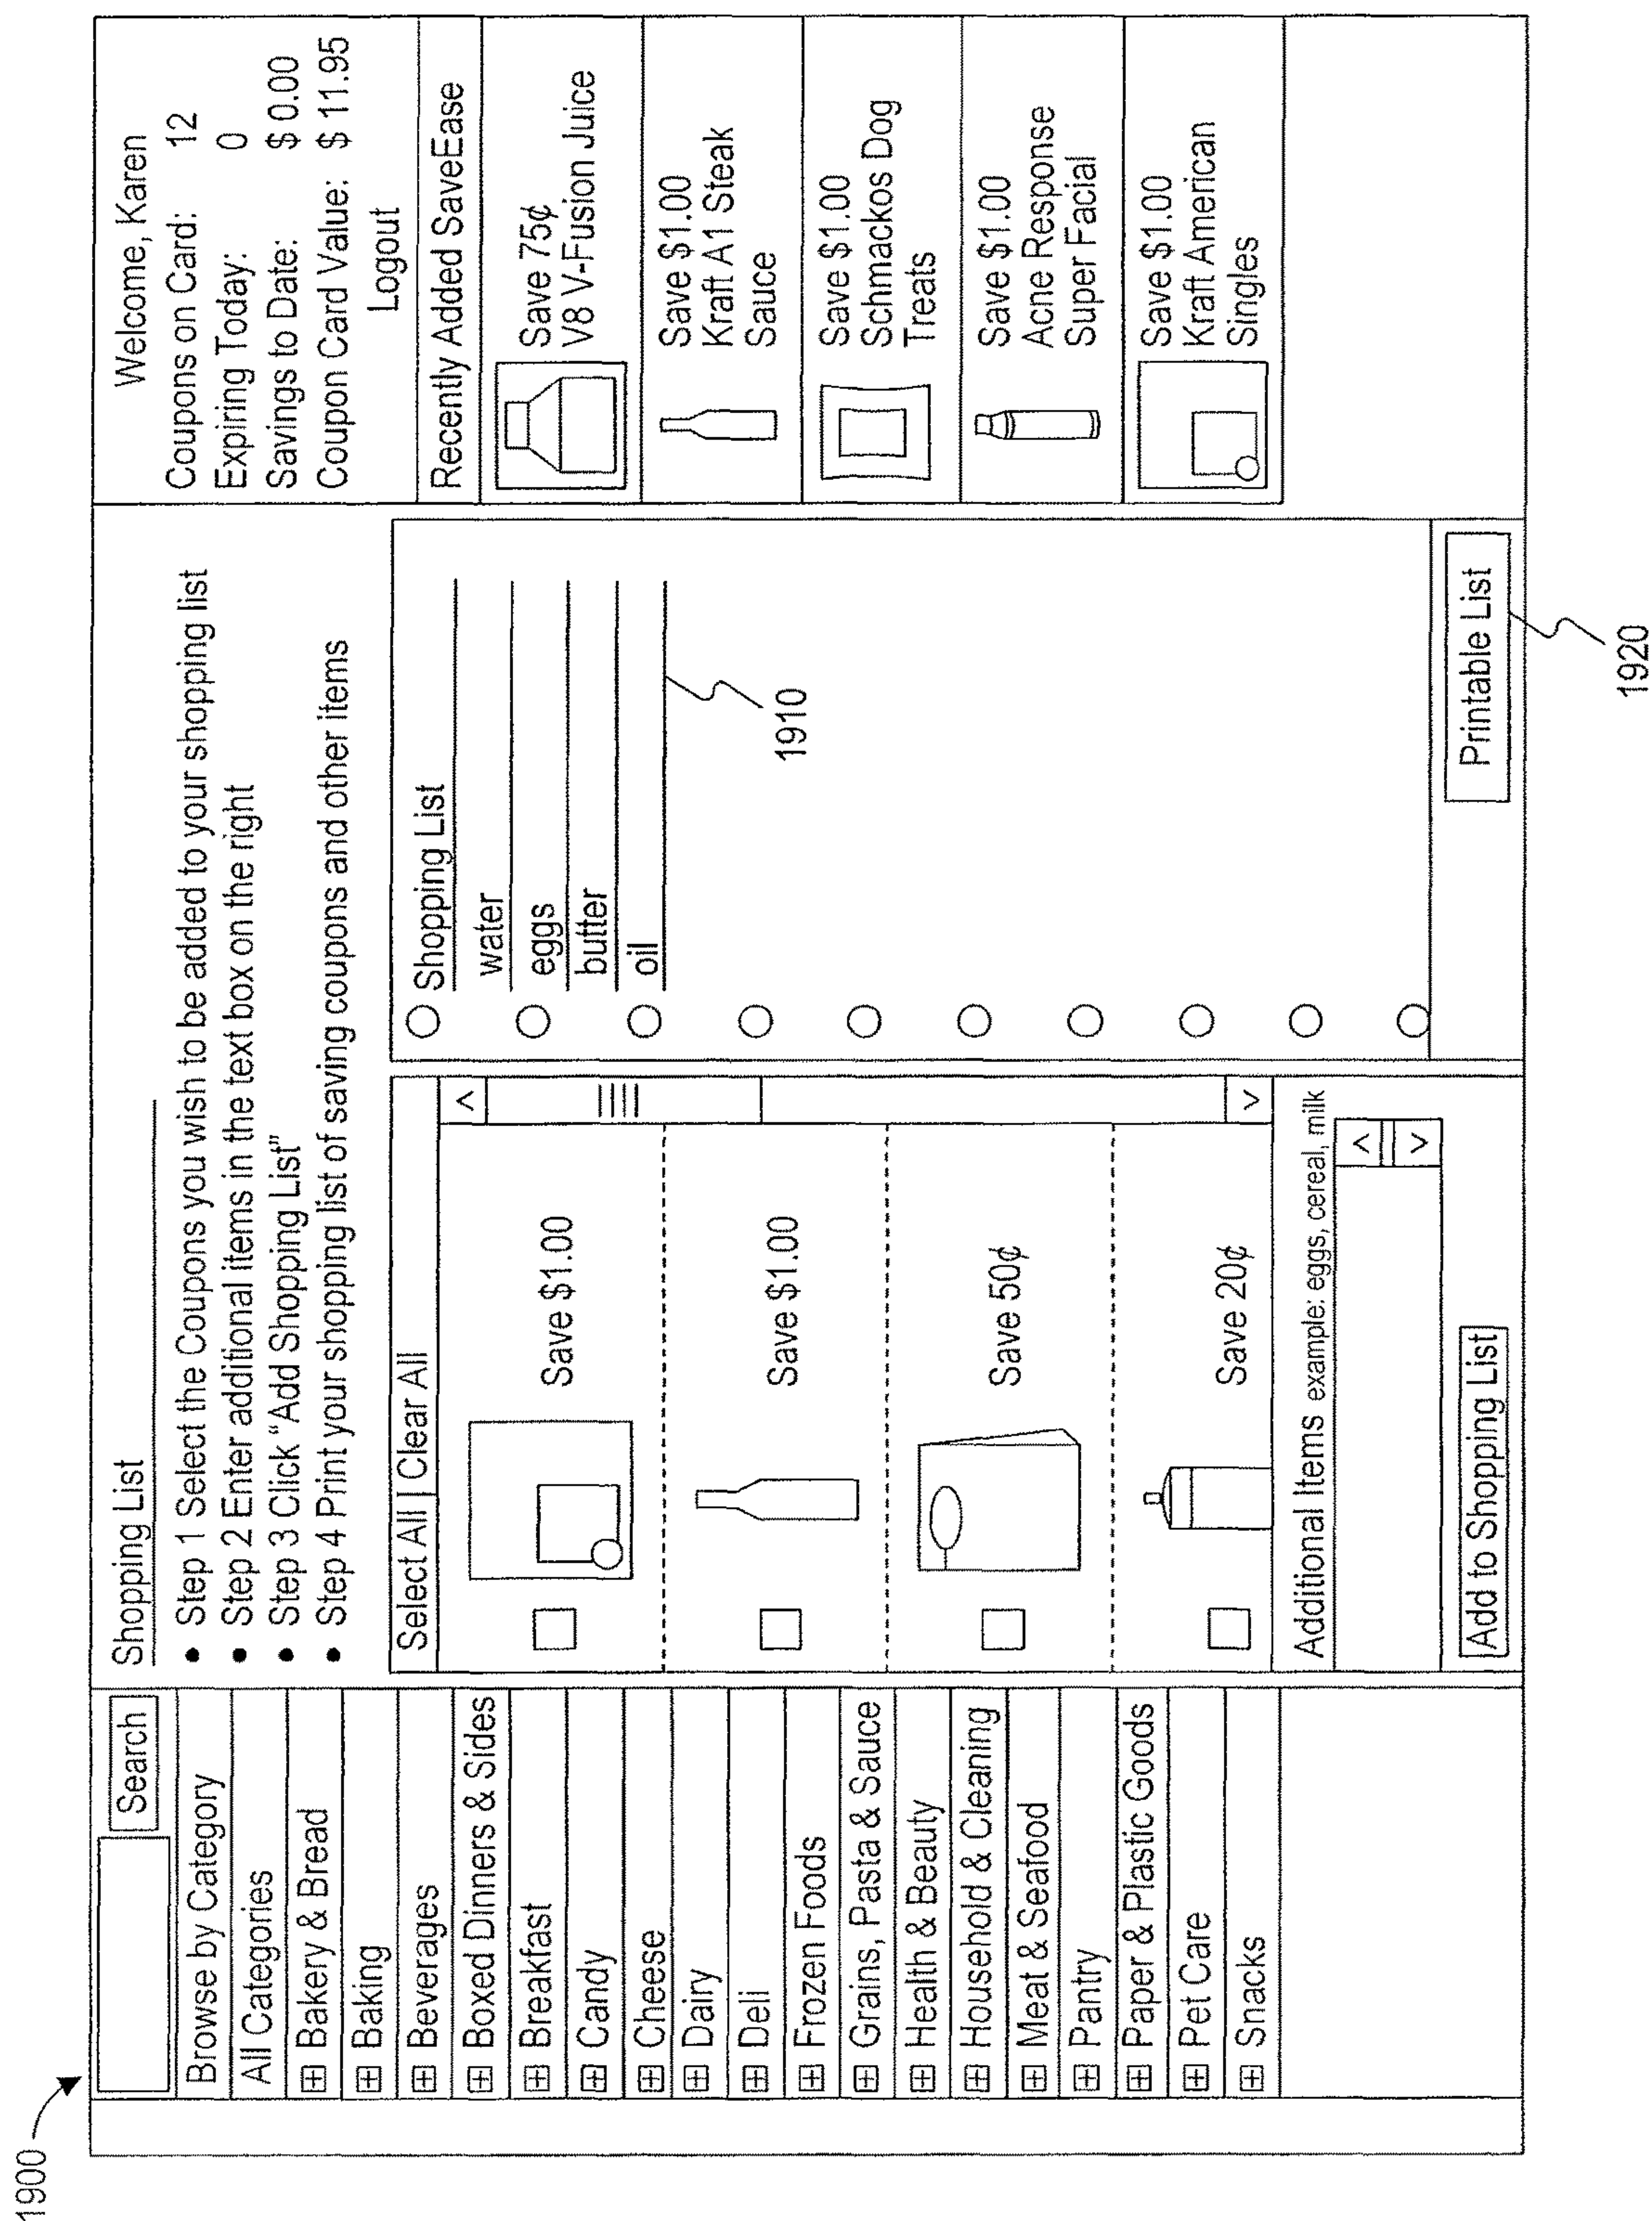 1900
Search
Browse by Category
All Categories
Bakery & Bread
Baking
Beverages
Boxed Dinners & Sides
Breakfast
Candy
Cheese
Dairy
Deli
Frozen Foods
Grains, Pasta & Sauce
Health & Beauty
Household & Cleaning
Meat & Seafood
Pantry
Paper & Plastic Goods
Pet Care
Snacks
Shopping List
• Step 1 Select the Coupons you wish to be added to your shopping list
• Step 2 Enter additional items in the text box on the right
• Step 3 Click “Add Shopping List”
• Step 4 Print your shopping list of saving coupons and other items
Select All | Clear All
Save $1.00
Save $1.00
Save 50¢
Save 20¢
Additional Items example: eggs, cereal, milk
Add to Shopping List
Shopping List
water
eggs
butter
oil
1910
Printable List
1920
Welcome, Karen
Coupons on Card: 12
Expiring Today: 0
Savings to Date: $ 0.00
Coupon Card Value: $ 11.95
Logout
Recently Added SaveEase
Save 75¢
V8 V-Fusion Juice
Save $1.00
Kraft A1 Steak
Sauce
Save $1.00
Schmackos Dog
Treats
Save $1.00
Acne Response
Super Facial
Save $1.00
Kraft American
Singles